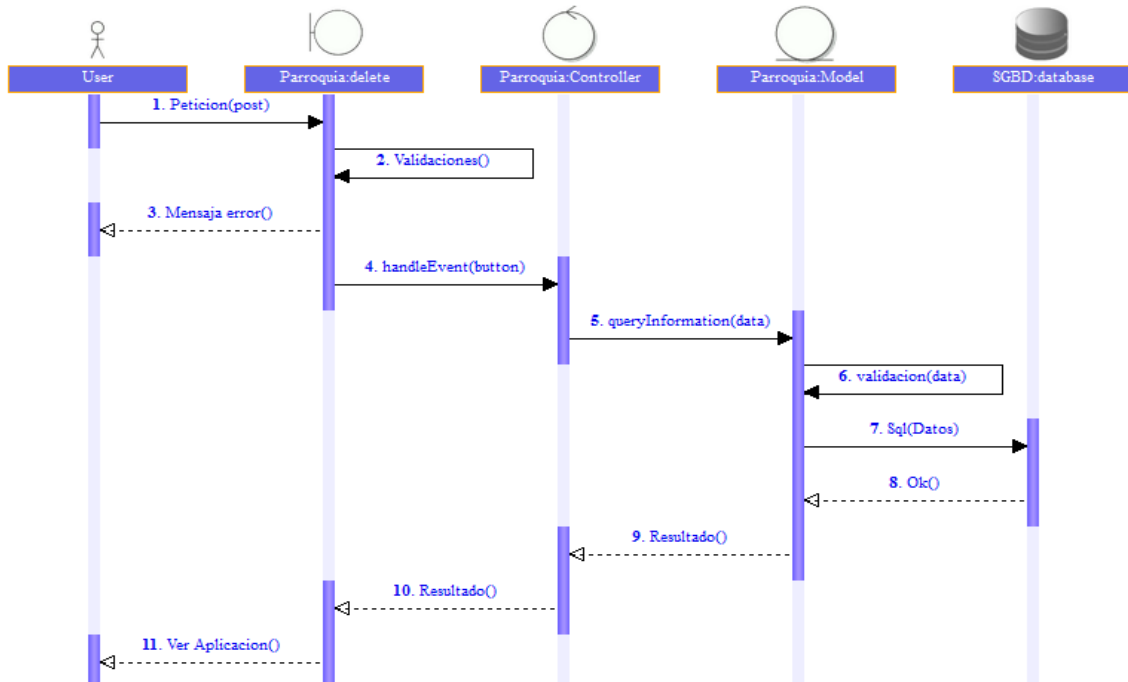 User
Parroquia:delete
Parroquia:Controller
Parroquia:Model
SGBD:database
1. Peticion(post)
2. Validaciones()
3. Mensaja error()
4. handleEvent(button)
5. queryInformation(data)
6. validacion(data)
7. Sql(Datos)
8. Ok()
9. Resultado()
10. Resultado()
11. Ver Aplicacion()